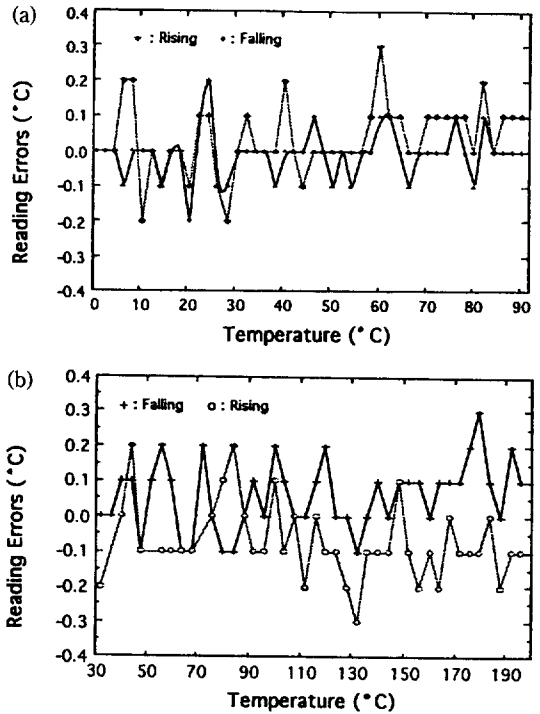 (a)
0.4
0.3
0.2
0.1
0.0
-0.1
-0.2
-0.3
0.4
: Rising : Falling
Reading Errors (°C)
0 10 20 30 40 50 60 70 80 90
Temperature (°C)
(b)
0.4
0.3
0.2
0.1
0.0
-0.1
-0.2
-0.3
-0.4
: Falling : Rising
Reading Errors (°C)
30 50 70 90 110 130 150 170 190
Temperature (°C)